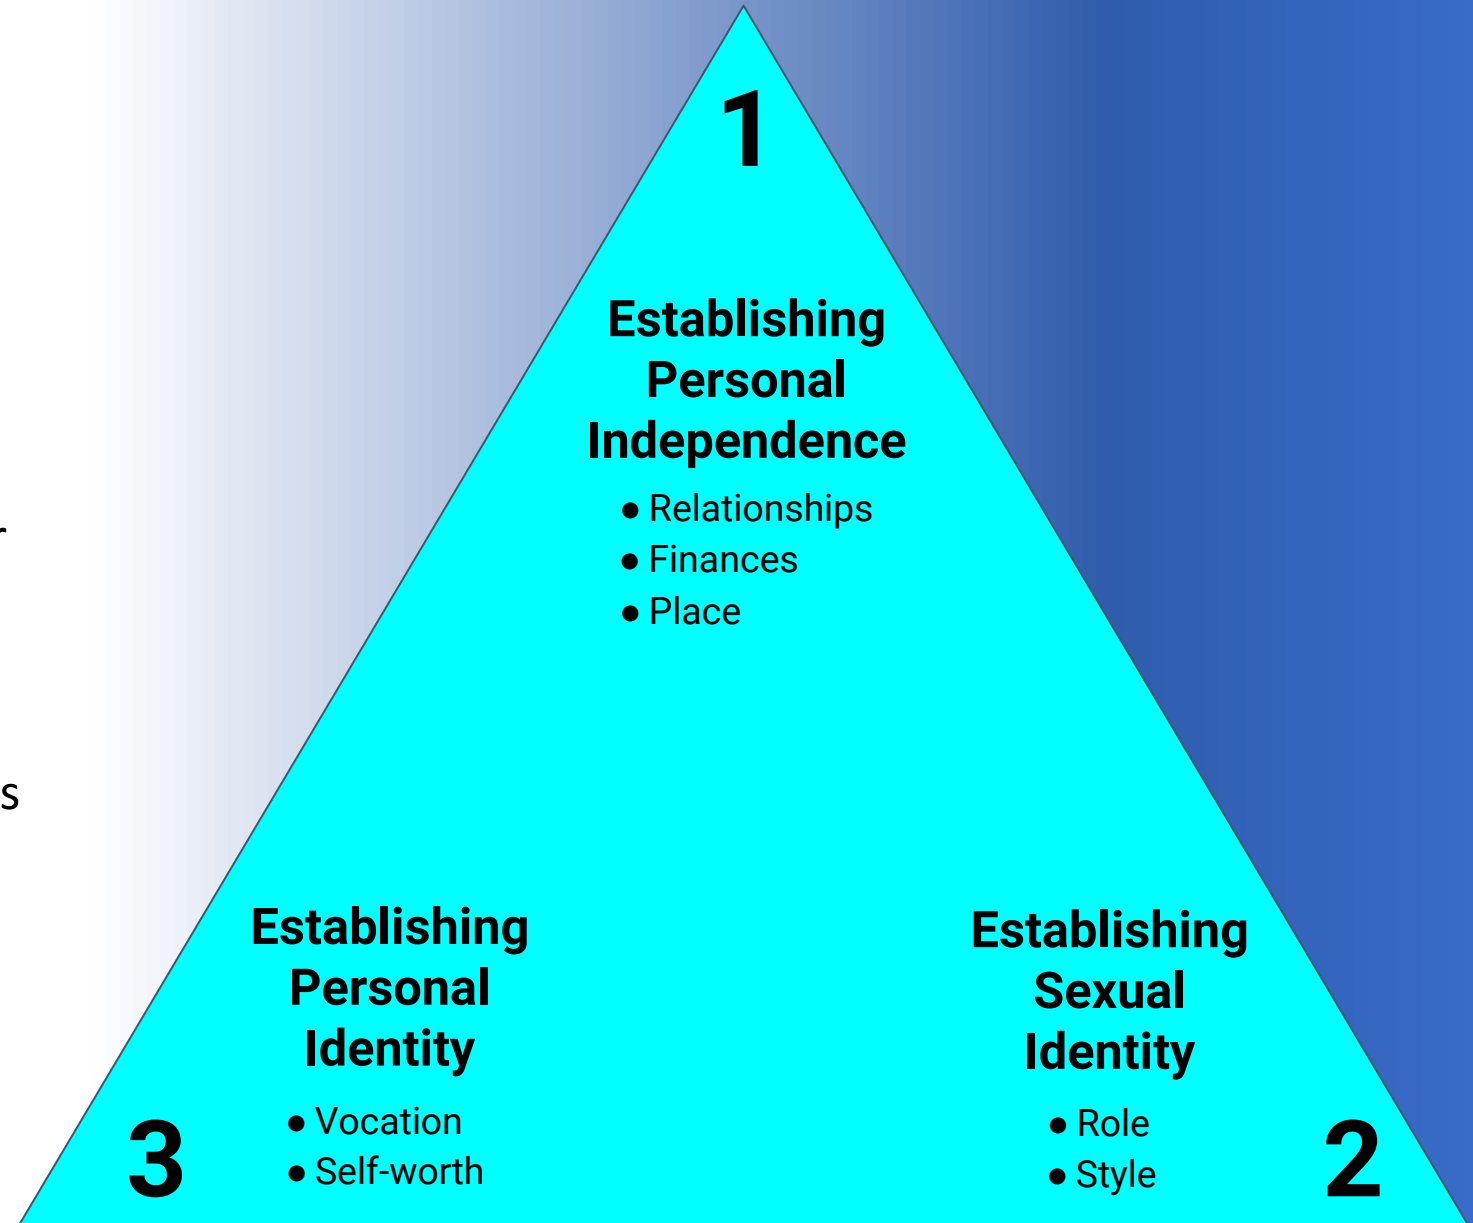 1
Establishing
Personal
Independence
● Relationships
● Finances
● Place
r
s
Establishing
Personal
Identity
● Vocation
● Self-worth
3
Establishing
Sexual
Identity
● Role
● Style
2